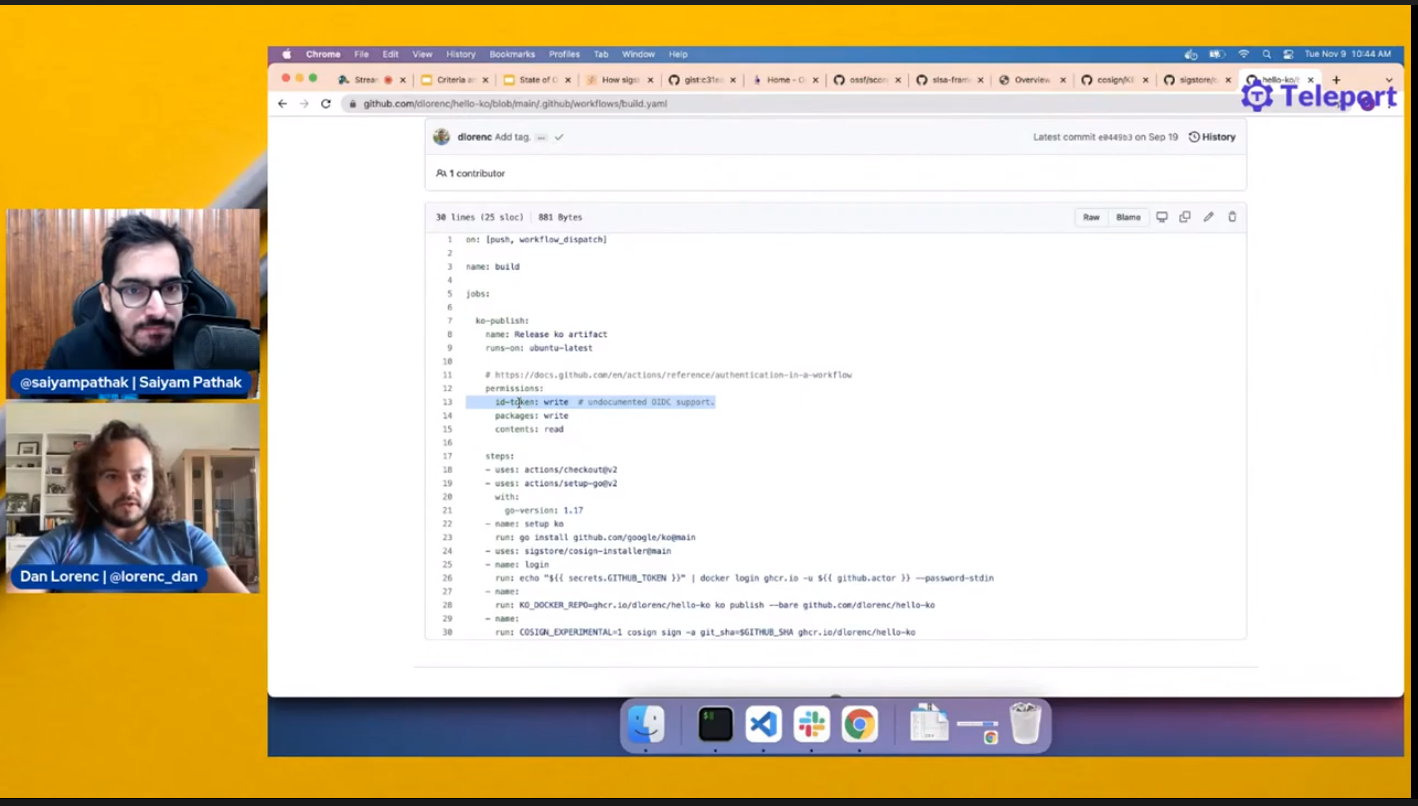 Chrome File Edit View History Bookmarks Profiles Tab Window Help Tue Nov 9 10:44 AM
Strea Criteria an State of O How sigs gist:c31e Home - O ossf/scor slsa-fram Overview cosign/KE sigstore/c hello-ko/b
github.com/dlorenc/hello-ko/blob/main/.github/workflows/build.yaml
Teleport
dlorenc Add tag. ... Latest commit e0449b3 on Sep 19 History
1 contributor
30 lines (25 sloc) 881 Bytes Raw Blame
1 on: [push, workflow_dispatch]
2
3 name: build
4
5 jobs:
6
7 ko-publish:
8 name: Release ko artifact
9 runs-on: ubuntu-latest
10
11 # https://docs.github.com/en/actions/reference/authentication-in-a-workflow
12 permissions:
13 id-token: write # undocumented OIDC support.
14 packages: write
15 contents: read
16
17 steps:
18 - uses: actions/checkout@v2
19 - uses: actions/setup-go@v2
20 with:
21 go-version: 1.17
22 - name: setup ko
23 run: go install github.com/google/ko@main
24 - uses: sigstore/cosign-installer@main
25 - name: login
26 run: echo "${{ secrets.GITHUB_TOKEN }}" | docker login ghcr.io -u ${{ github.actor }} --password-stdin
27 - name:
28 run: KO_DOCKER_REPO=ghcr.io/dlorenc/hello-ko ko publish --bare github.com/dlorenc/hello-ko
29 - name:
30 run: COSIGN_EXPERIMENTAL=1 cosign sign -a git_sha=$GITHUB_SHA ghcr.io/dlorenc/hello-ko
@saiyampathak | Saiyam Pathak
Dan Lorenc | @lorenc_dan